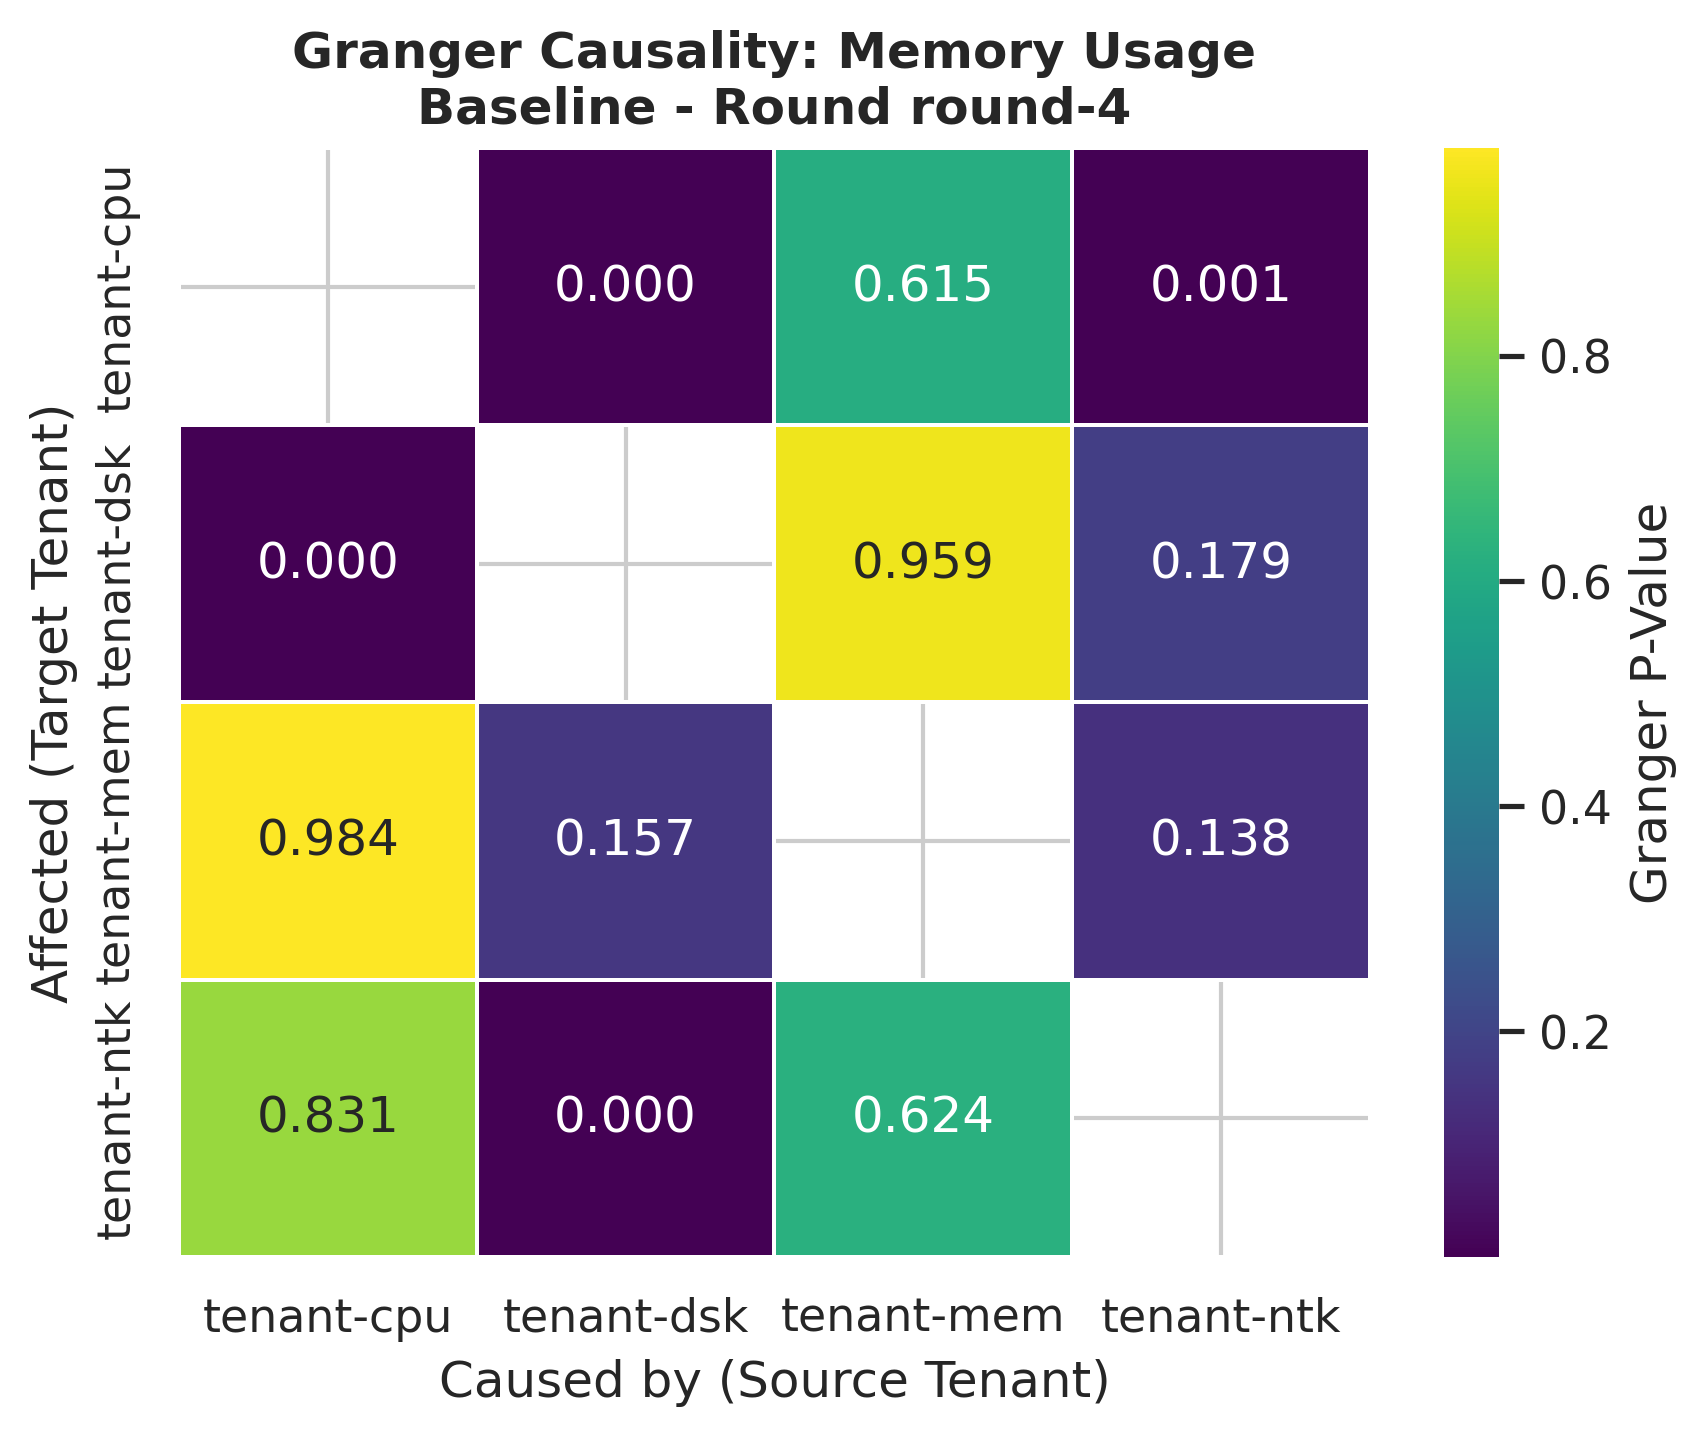 Granger Causality: Memory Usage
Baseline - Round round-4
Affected (Target Tenant)
tenant-cpu
0.000
0.615
0.001
tenant-dsk
0.000
0.959
0.179
tenant-mem
0.984
0.157
0.138
tenant-ntk
0.831
0.000
0.624
tenant-cpu
tenant-dsk
tenant-mem
tenant-ntk
Caused by (Source Tenant)
0.8
0.6
0.4
0.2
Granger P-Value